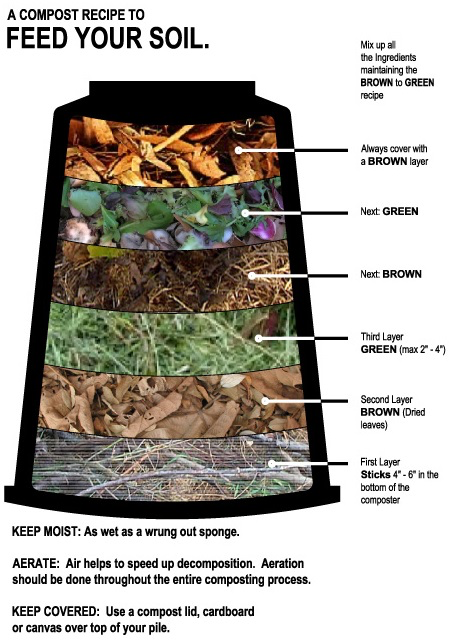 A COMPOST RECIPE TO
FEED YOUR SOIL.
Mix up all
the Ingredients
maintaining the
BROWN to GREEN
recipe
Always cover with
a BROWN layer
Next: GREEN
Next: BROWN
Third Layer
GREEN (max 2" - 4")
Second Layer
BROWN (Dried
leaves)
First Layer
Sticks 4" - 6" in the
bottom of the
composter
KEEP MOIST: As wet as a wrung out sponge.
AERATE: Air helps to speed up decomposition. Aeration
should be done throughout the entire composting process.
KEEP COVERED: Use a compost lid, cardboard
or canvas over top of your pile.